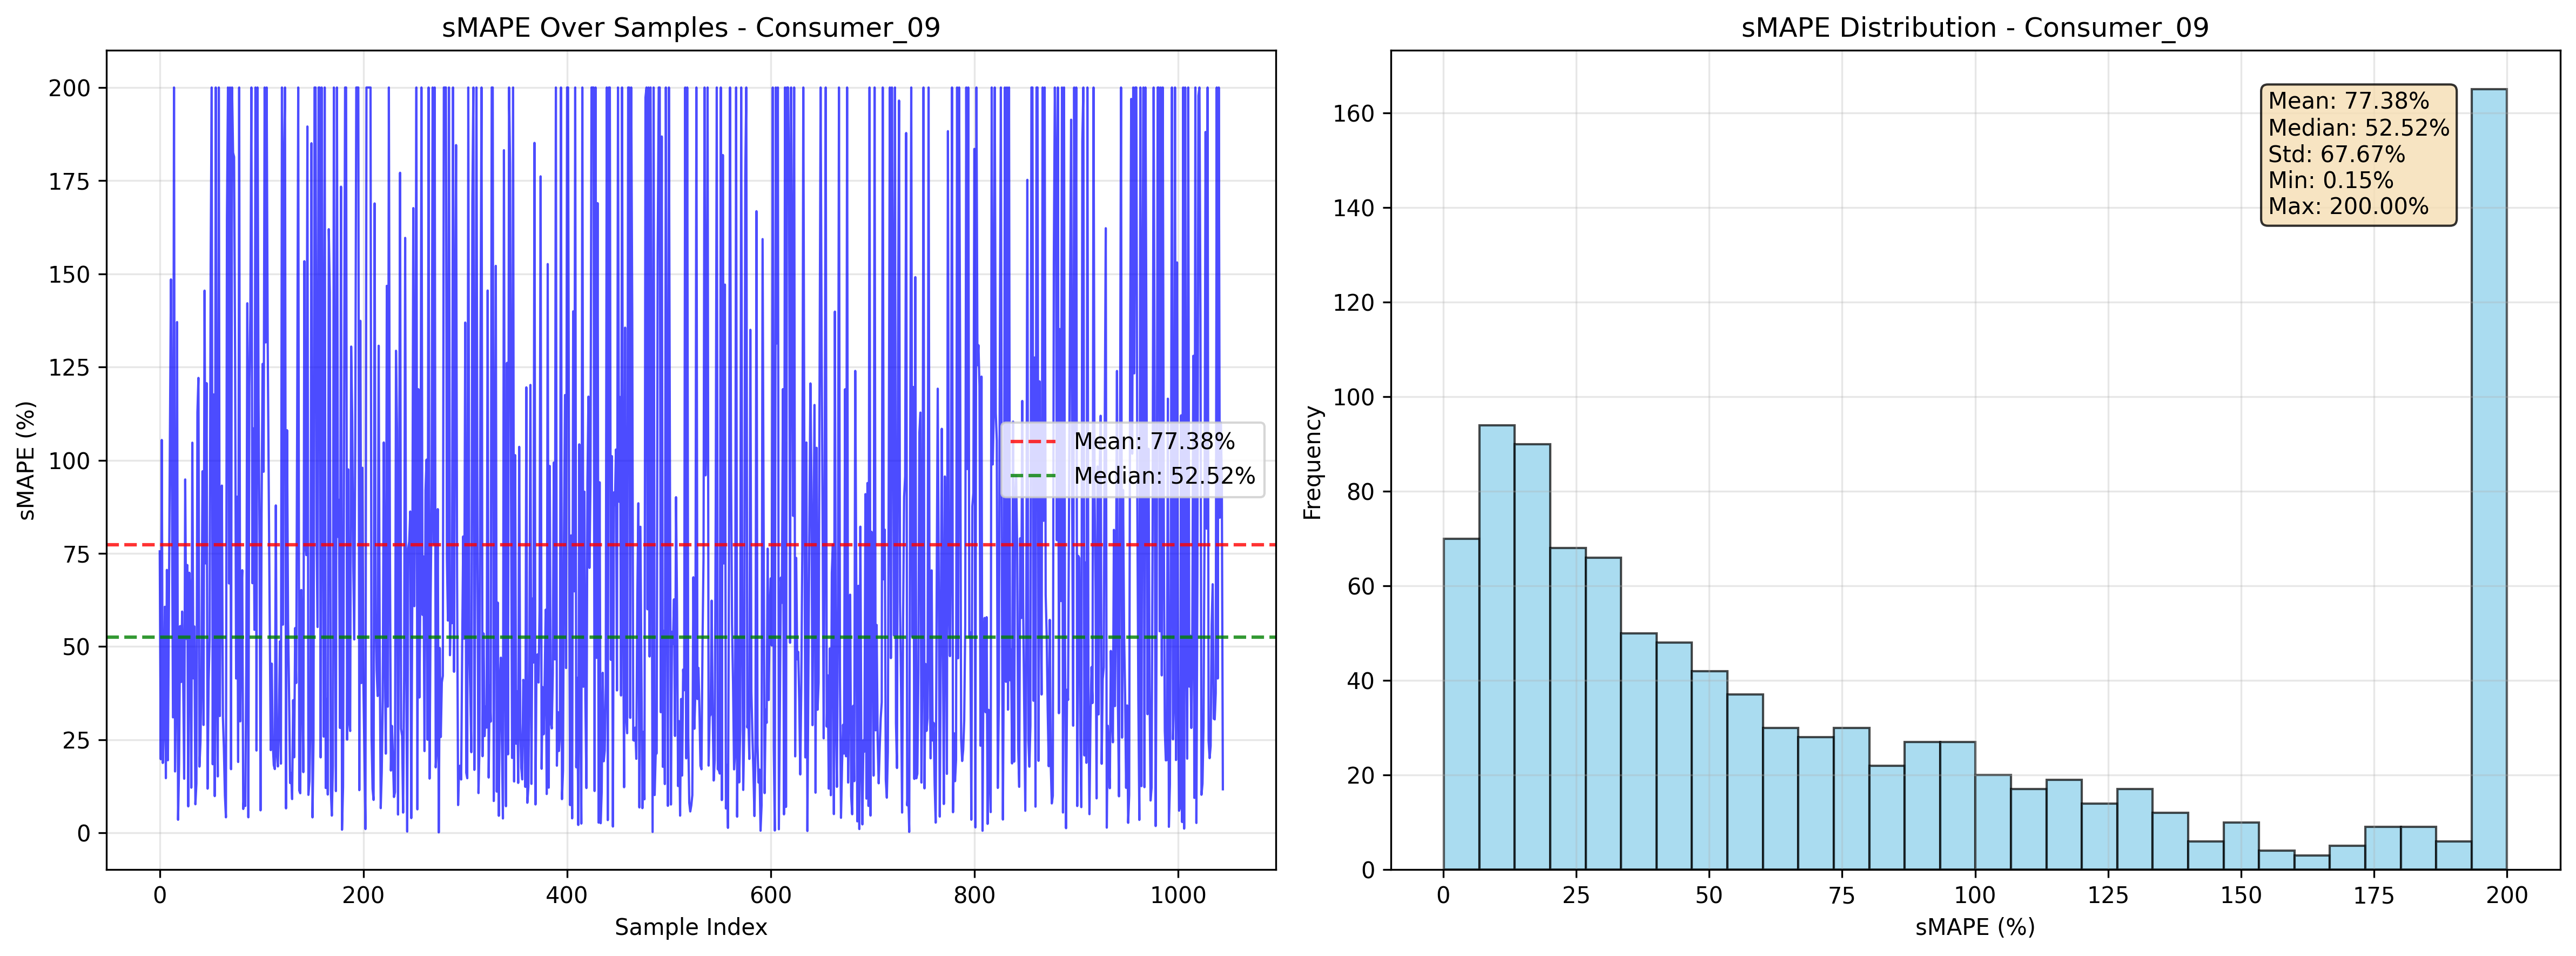 sMAPE Over Samples - Consumer_09
sMAPE (%)
200
175
150
125
100
75
50
25
0
Mean: 77.38%
Median: 52.52%
0 200 400 600 800 1000
Sample Index
sMAPE Distribution - Consumer_09
Frequency
160
140
120
100
80
60
40
20
0
Mean: 77.38%
Median: 52.52%
Std: 67.67%
Min: 0.15%
Max: 200.00%
0 25 50 75 100 125 150 175 200
sMAPE (%)